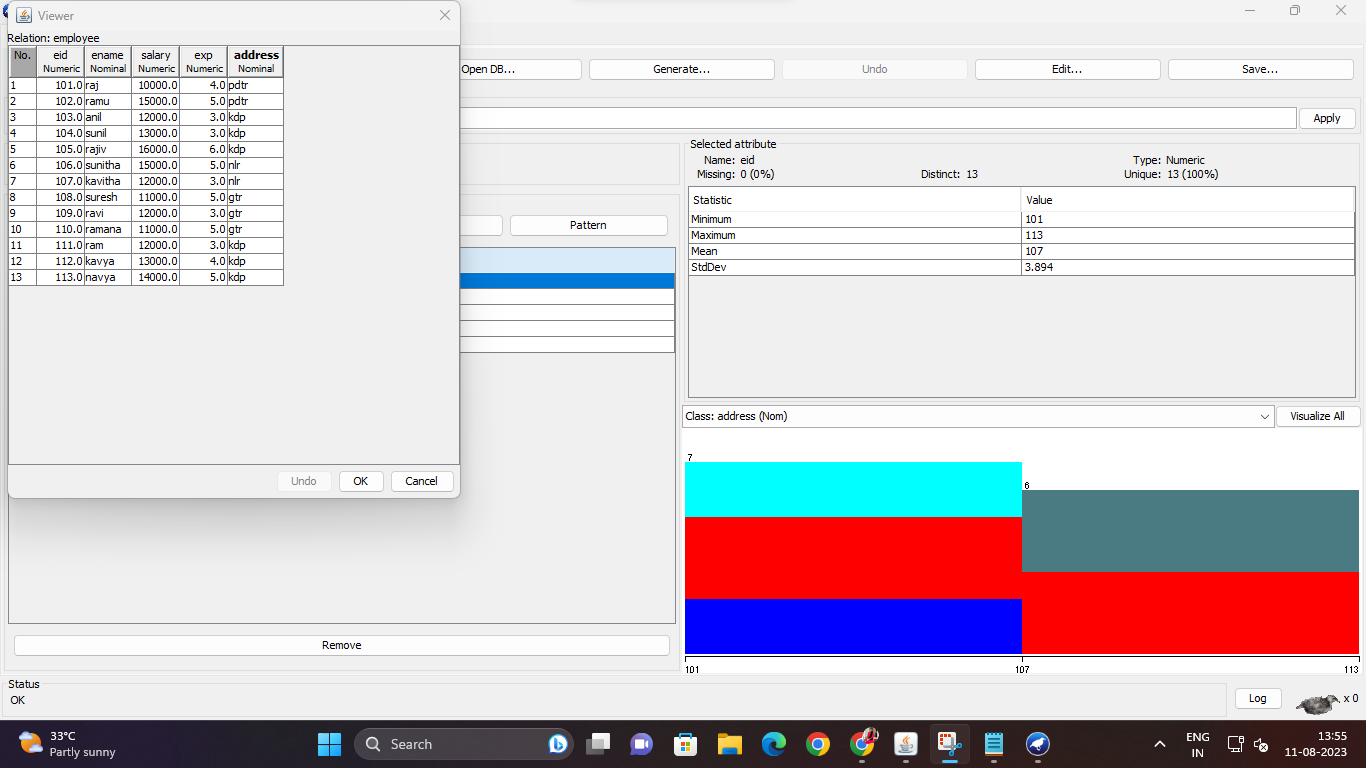 Viewer
Relation: employee
No. eid ename salary exp address
Numeric Nominal Numeric Numeric Nominal
1 101.0 raj 10000.0 4.0 pdtr
2 102.0 ramu 15000.0 5.0 pdtr
3 103.0 anil 12000.0 3.0 kdp
4 104.0 sunil 13000.0 3.0 kdp
5 105.0 rajiv 16000.0 6.0 kdp
6 106.0 sunitha 15000.0 5.0 nlr
7 107.0 kavitha 12000.0 3.0 nlr
8 108.0 suresh 11000.0 5.0 gtr
9 109.0 ravi 12000.0 3.0 gtr
10 110.0 ramana 11000.0 5.0 gtr
11 111.0 ram 12000.0 3.0 kdp
12 112.0 kavya 13000.0 4.0 kdp
13 113.0 navya 14000.0 5.0 kdp
Undo OK Cancel
Open DB... Generate... Undo Edit... Save...
Apply
Pattern
Remove
Selected attribute
Name: eid Type: Numeric
Missing: 0 (0%) Distinct: 13 Unique: 13 (100%)
Statistic Value
Minimum 101
Maximum 113
Mean 107
StdDev 3.894
Class: address (Nom) Visualize All
7
6
101 107 113
Status
OK
Log x 0
33°C
Partly sunny
Search
ENG
IN
13:55
11-08-2023